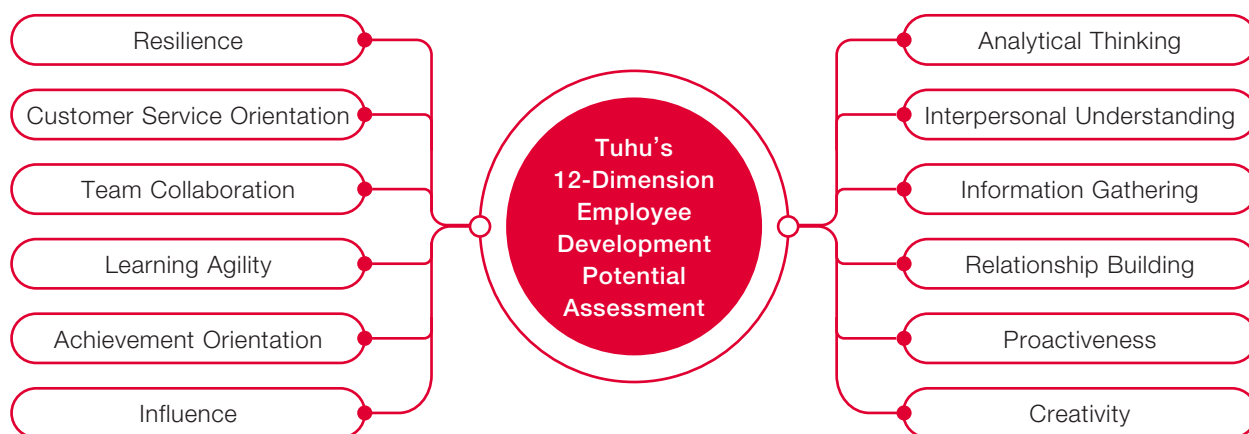 Resilience
Customer Service Orientation
Team Collaboration
Learning Agility
Achievement Orientation
Influence
Tuhu's
12-Dimension
Employee
Development
Potential
Assessment
Analytical Thinking
Interpersonal Understanding
Information Gathering
Relationship Building
Proactiveness
Creativity